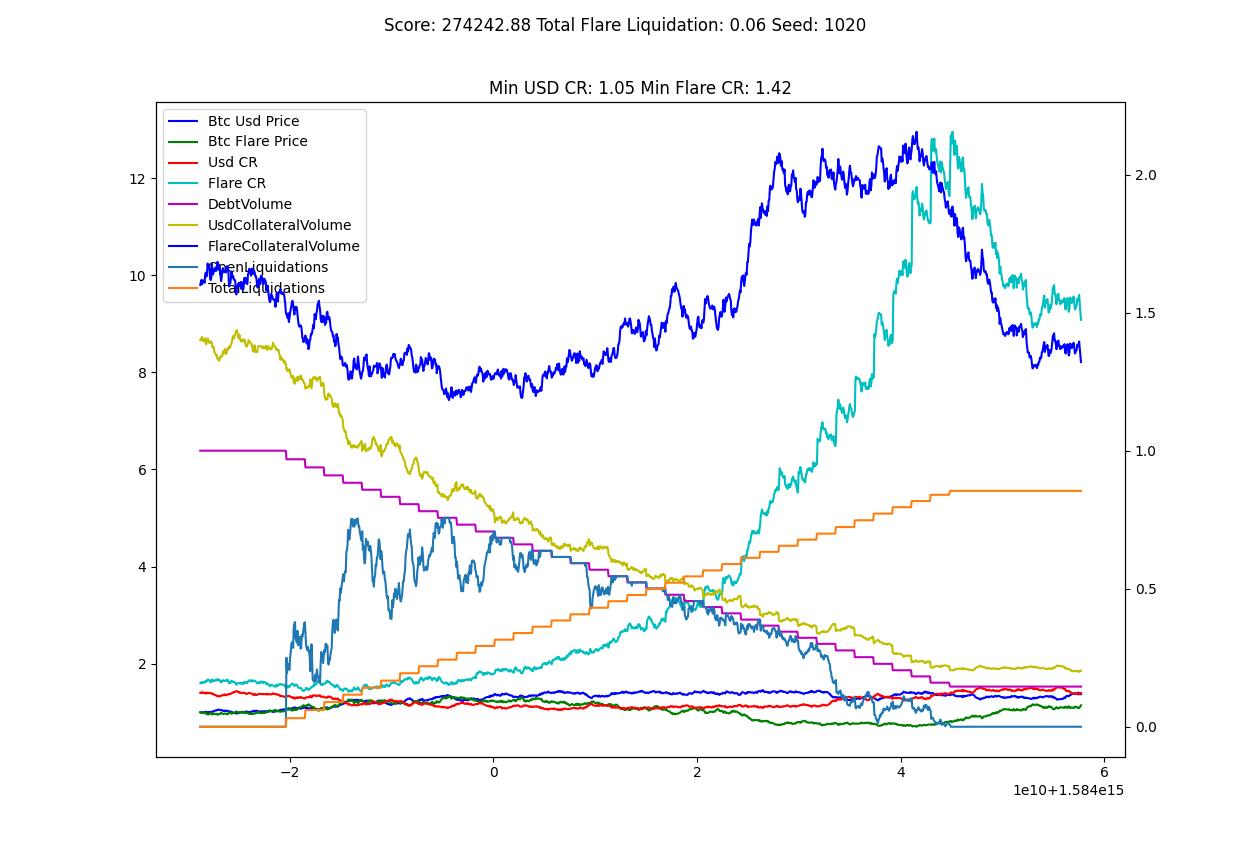 Score: 274242.88 Total Flare Liquidation: 0.06 Seed: 1020
Min USD CR: 1.05 Min Flare CR: 1.42
Btc Usd Price
Btc Flare Price
Usd CR
Flare CR
DebtVolume
UsdCollateralVolume
FlareCollateralVolume
OpenLiquidations
TotalLiquidations
12
10
8
6
4
2
2.0
1.5
1.0
0.5
0.0
−2 0 2 4 6
1e10+1.584e15